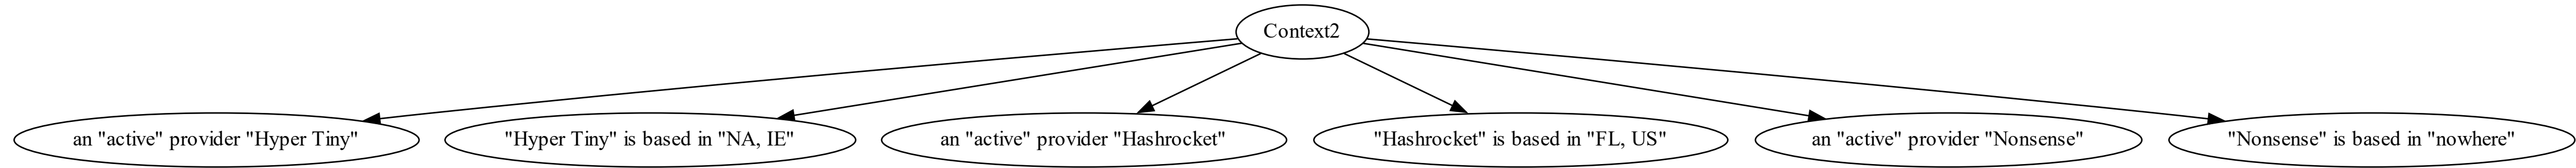 Context2
an "active" provider "Hyper Tiny"
"Hyper Tiny" is based in "NA, IE"
an "active" provider "Hashrocket"
"Hashrocket" is based in "FL, US"
an "active" provider "Nonsense"
"Nonsense" is based in "nowhere"